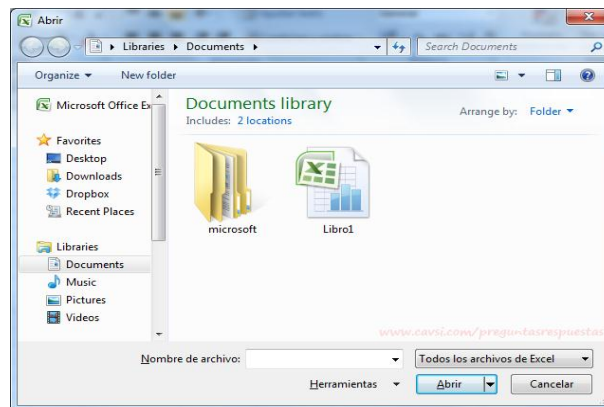 Abrir
Libraries Documents
Search Documents
Organize New folder
Microsoft Office Ex
Favorites
Desktop
Downloads
Dropbox
Recent Places
Libraries
Documents
Music
Pictures
Videos
Documents library
Includes: 2 locations
Arrange by: Folder
microsoft
Libro1
www.cavsi.com/preguntasrespuestas
Nombre de archivo:
Todos los archivos de Excel
Herramientas
Abrir
Cancelar